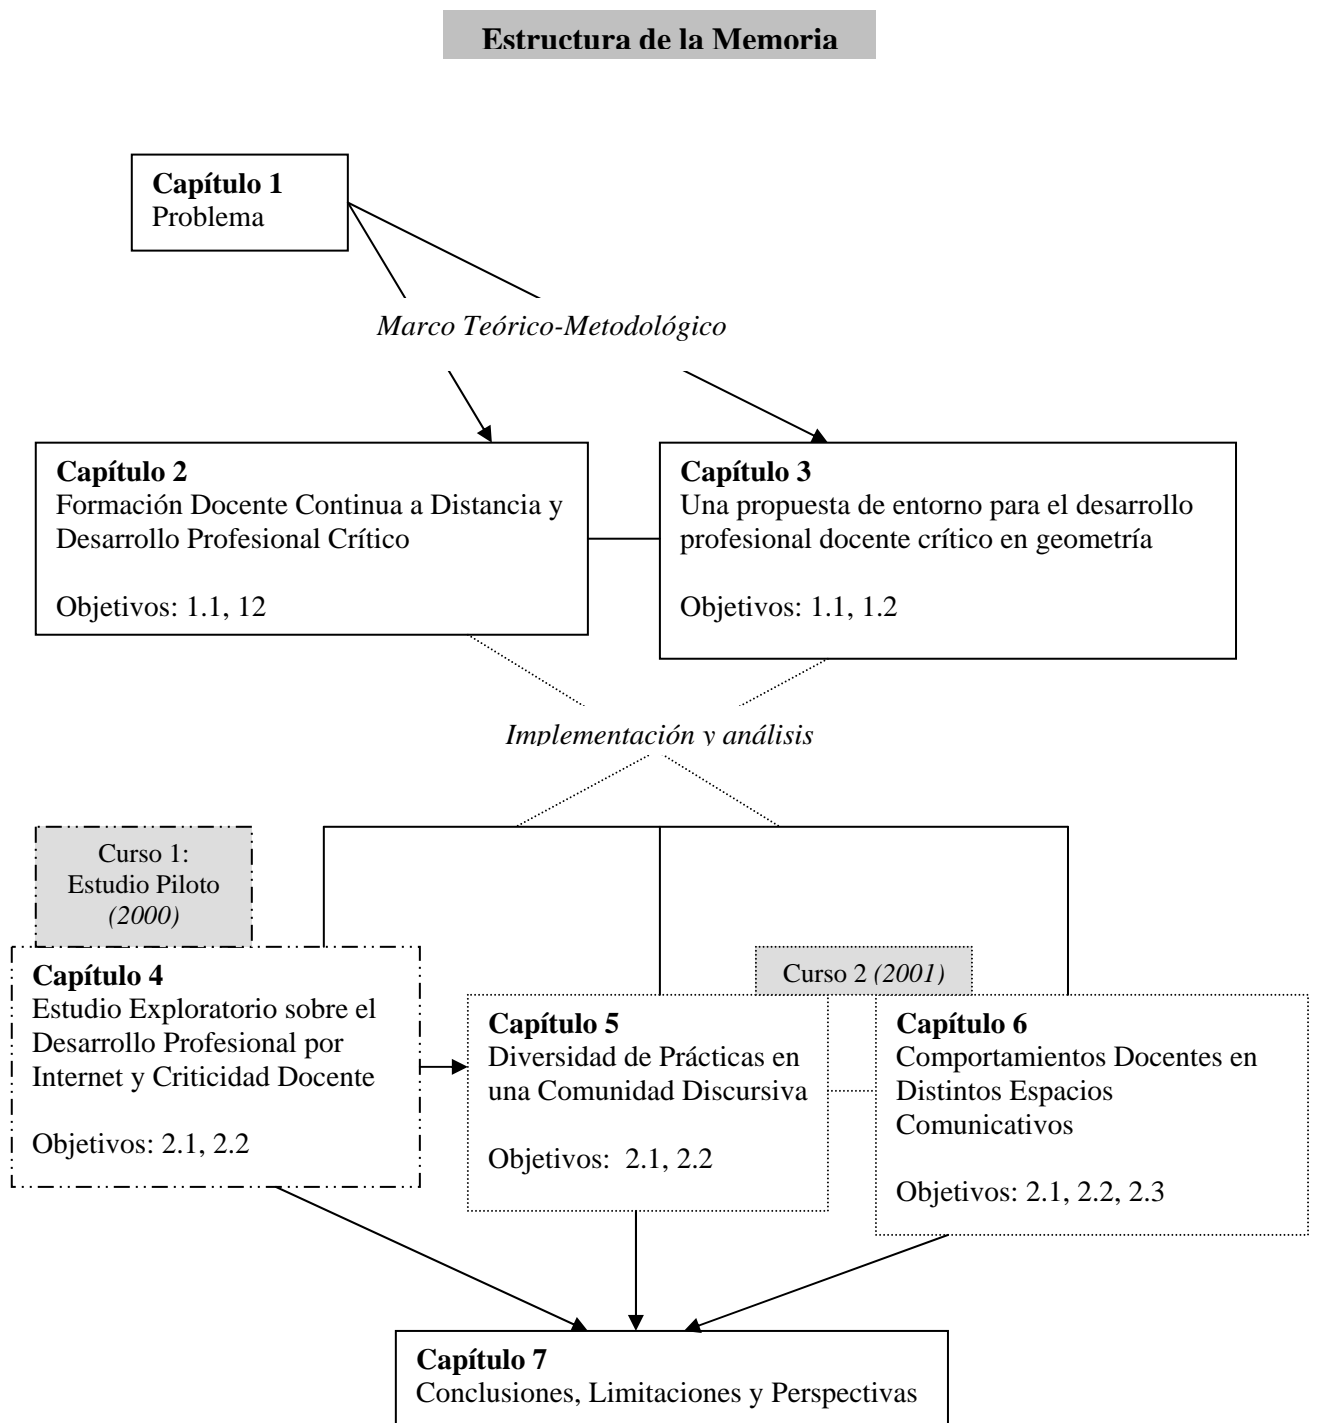 Estructura de la Memoria
Capítulo 1
Problema
Marco Teórico-Metodológico
Capítulo 2
Formación Docente Continua a Distancia y
Desarrollo Profesional Crítico
Objetivos: 1.1, 12
Capítulo 3
Una propuesta de entorno para el desarrollo
profesional docente crítico en geometría
Objetivos: 1.1, 1.2
Implementación y análisis
Curso 1:
Estudio Piloto
(2000)
Capítulo 4
Estudio Exploratorio sobre el
Desarrollo Profesional por
Internet y Criticidad Docente
Objetivos: 2.1, 2.2
Curso 2 (2001)
Capítulo 5
Diversidad de Prácticas en
una Comunidad Discursiva
Objetivos:  2.1, 2.2
Capítulo 6
Comportamientos Docentes en
Distintos Espacios
Comunicativos
Objetivos: 2.1, 2.2, 2.3
Capítulo 7
Conclusiones, Limitaciones y Perspectivas